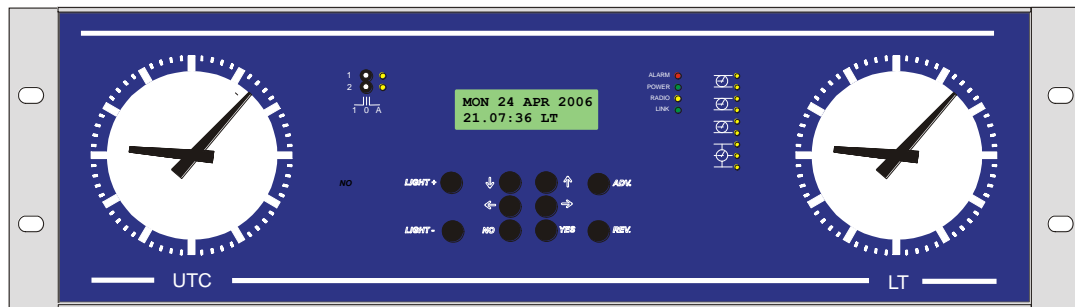 1
2
1 0 A
MON 24 APR 2006
21.07:36 LT
ALARM
POWER
RADIO
LINK
NO
LIGHT +
ADV.
LIGHT -
NO
YES
REV.
UTC
LT